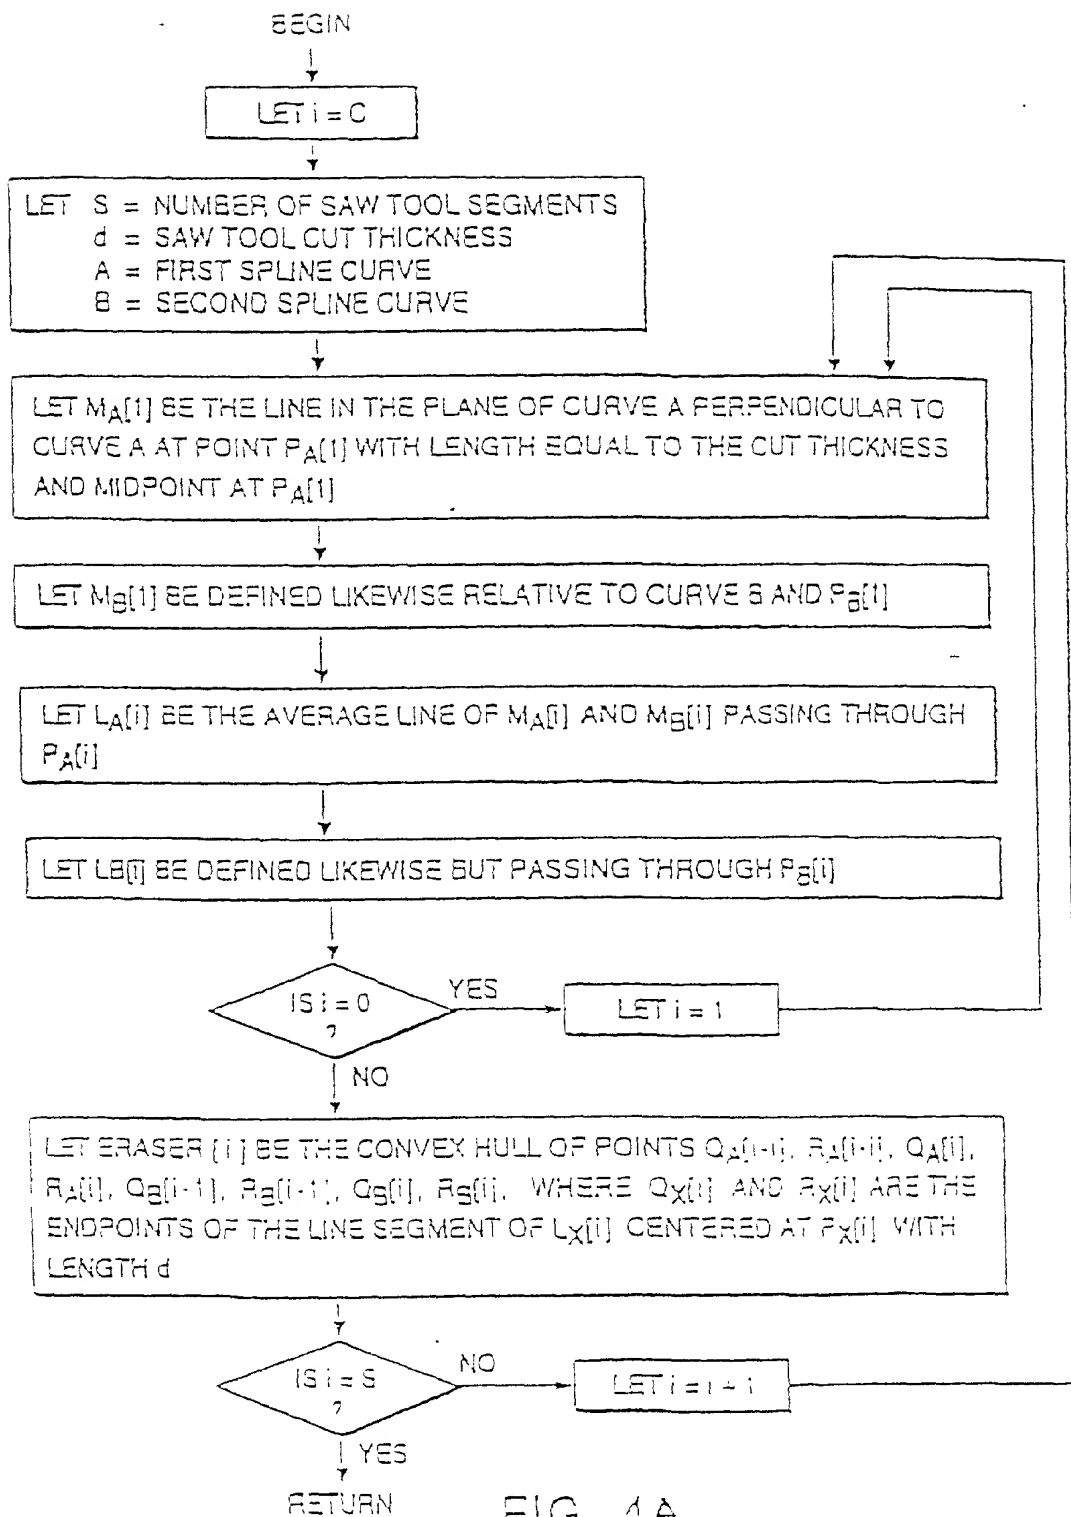 BEGIN
LET i = 0
LET S = NUMBER OF SAW TOOL SEGMENTS
d = SAW TOOL CUT THICKNESS
A = FIRST SPLINE CURVE
B = SECOND SPLINE CURVE
LET MA[1] BE THE LINE IN THE PLANE OF CURVE A PERPENDICULAR TO
CURVE A AT POINT PA[1] WITH LENGTH EQUAL TO THE CUT THICKNESS
AND MIDPOINT AT PA[1]
LET MB[1] BE DEFINED LIKEWISE RELATIVE TO CURVE B AND PB[1]
LET LA[i] BE THE AVERAGE LINE OF MA[i] AND MB[i] PASSING THROUGH
PA[i]
LET LB[i] BE DEFINED LIKEWISE BUT PASSING THROUGH PB[i]
IS i = 0
?
YES
LET i = 1
NO
LET ERASER [i] BE THE CONVEX HULL OF POINTS QA[i-1], RA[i-1], QA[i],
RA[i], QB[i-1], RB[i-1], QB[i], RB[i], WHERE QX[i] AND RX[i] ARE THE
ENDPOINTS OF THE LINE SEGMENT OF LX[i] CENTERED AT PX[i] WITH
LENGTH d
IS i = S
?
NO
LET i = i + 1
YES
RETURN
FIG. 4A